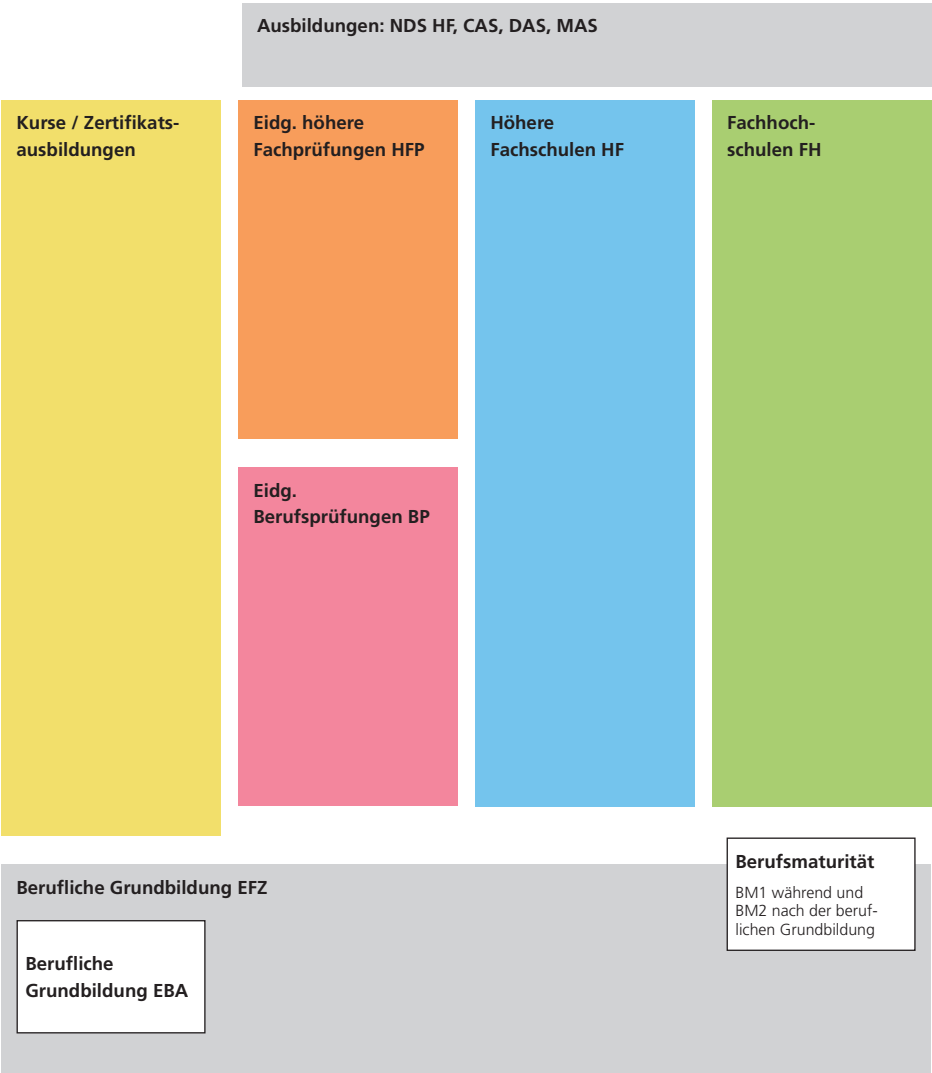 Ausbildungen: NDS HF, CAS, DAS, MAS
Kurse / Zertifikats-
ausbildungen
Eidg. höhere
Fachprüfungen HFP
Höhere
Fachschulen HF
Fachhoch-
schulen FH
Eidg.
Berufsprüfungen BP
Berufsmaturität
BM1 während und
BM2 nach der beruf-
lichen Grundbildung
Berufliche Grundbildung EFZ
Berufliche
Grundbildung EBA